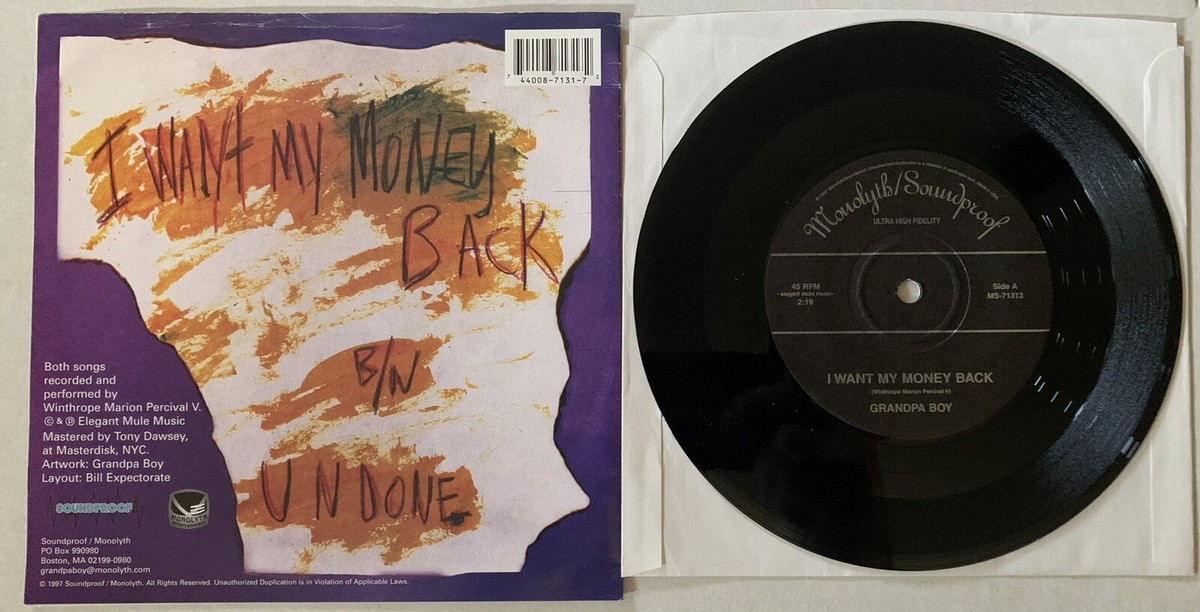 7 44008-7131-7 2
I WANT MY MONEY
BACK
B/N
UNDONE
Both songs
recorded and
performed by
Winthrope Marion Percival V.
© & ℗ Elegant Mule Music
Mastered by Tony Dawsey,
at Masterdisk, NYC.
Artwork: Grandpa Boy
Layout: Bill Expectorate
SOUNDPROOF
MONOLYTH
Soundproof / Monolyth
PO Box 990980
Boston, MA 02199-0980
grandpaboy@monolyth.com
© 1997 Soundproof / Monolyth. All Rights Reserved. Unauthorized Duplication is in Violation of Applicable Laws.
Monolyth/Soundproof
ULTRA HIGH FIDELITY
45 RPM
- elegant mule music-
2:19
Side A
MS-71313
I WANT MY MONEY BACK
(Winthrope Marion Percival V)
GRANDPA BOY